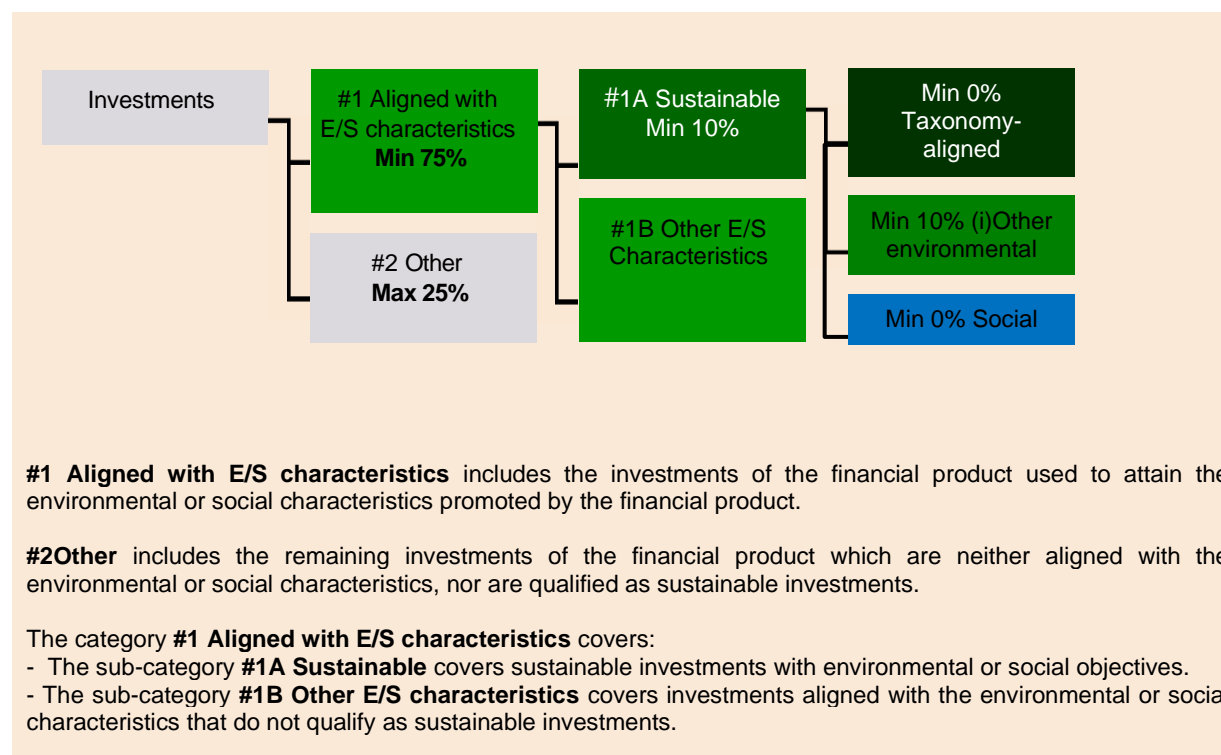 Investments
#1 Aligned with
E/S characteristics
Min 75%
#2 Other
Max 25%
#1A Sustainable
Min 10%
#1B Other E/S
Characteristics
Min 0%
Taxonomy-
aligned
Min 10% (i)Other
environmental
Min 0% Social
#1 Aligned with E/S characteristics includes the investments of the financial product used to attain the
environmental or social characteristics promoted by the financial product.
#2Other includes the remaining investments of the financial product which are neither aligned with the
environmental or social characteristics, nor are qualified as sustainable investments.
The category #1 Aligned with E/S characteristics covers:
- The sub-category #1A Sustainable covers sustainable investments with environmental or social objectives.
- The sub-category #1B Other E/S characteristics covers investments aligned with the environmental or social
characteristics that do not qualify as sustainable investments.